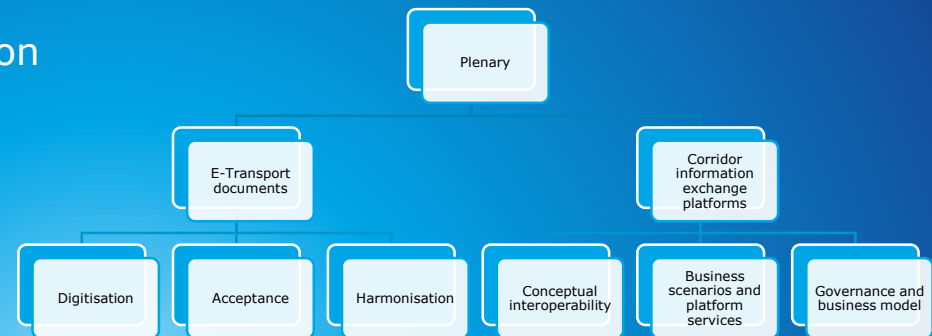 on
Plenary
E-Transport
documents
Corridor
information
exchange
platforms
Digitisation
Acceptance
Harmonisation
Conceptual
interoperability
Business
scenarios and
platform
services
Governance and
business model